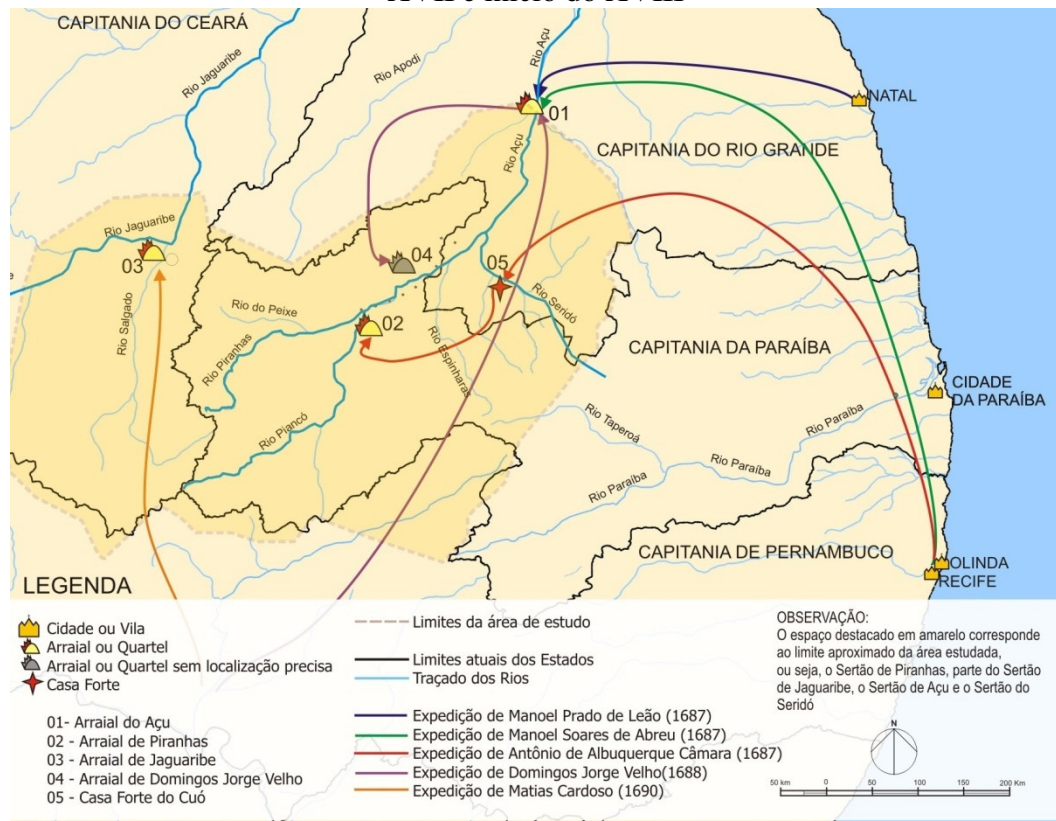 XVII e início do XVIII
CAPITANIA DO CEARÁ
Rio Jaguaribe
Rio Apodi
Rio Açu
NATAL
01
CAPITANIA DO RIO GRANDE
Rio Açu
Rio Jaguaribe
03
04
05
Rio Salgado
Rio do Peixe
02
Rio Seridó
Rio Piranhas
Rio Espinharas
CAPITANIA DA PARAÍBA
CIDADE
DA PARAÍBA
Rio Piancó
Rio Taperoá
Rio Paraíba
Rio Paraíba
Rio Paraíba
CAPITANIA DE PERNAMBUCO
OLINDA
RECIFE
LEGENDA
Cidade ou Vila
Arraial ou Quartel
Arraial ou Quartel sem localização precisa
Casa Forte
01- Arraial do Açu
02 - Arraial de Piranhas
03 - Arraial de Jaguaribe
04 - Arraial de Domingos Jorge Velho
05 - Casa Forte do Cuó
Limites da área de estudo
Limites atuais dos Estados
Traçado dos Rios
Expedição de Manoel Prado de Leão (1687)
Expedição de Manoel Soares de Abreu (1687)
Expedição de Antônio de Albuquerque Câmara (1687)
Expedição de Domingos Jorge Velho(1688)
Expedição de Matias Cardoso (1690)
OBSERVAÇÃO:
O espaço destacado em amarelo corresponde
ao limite aproximado da área estudada,
ou seja, o Sertão de Piranhas, parte do Sertão
de Jaguaribe, o Sertão de Açu e o Sertão do
Seridó
N
50 km 0 50 100 150 200 Km